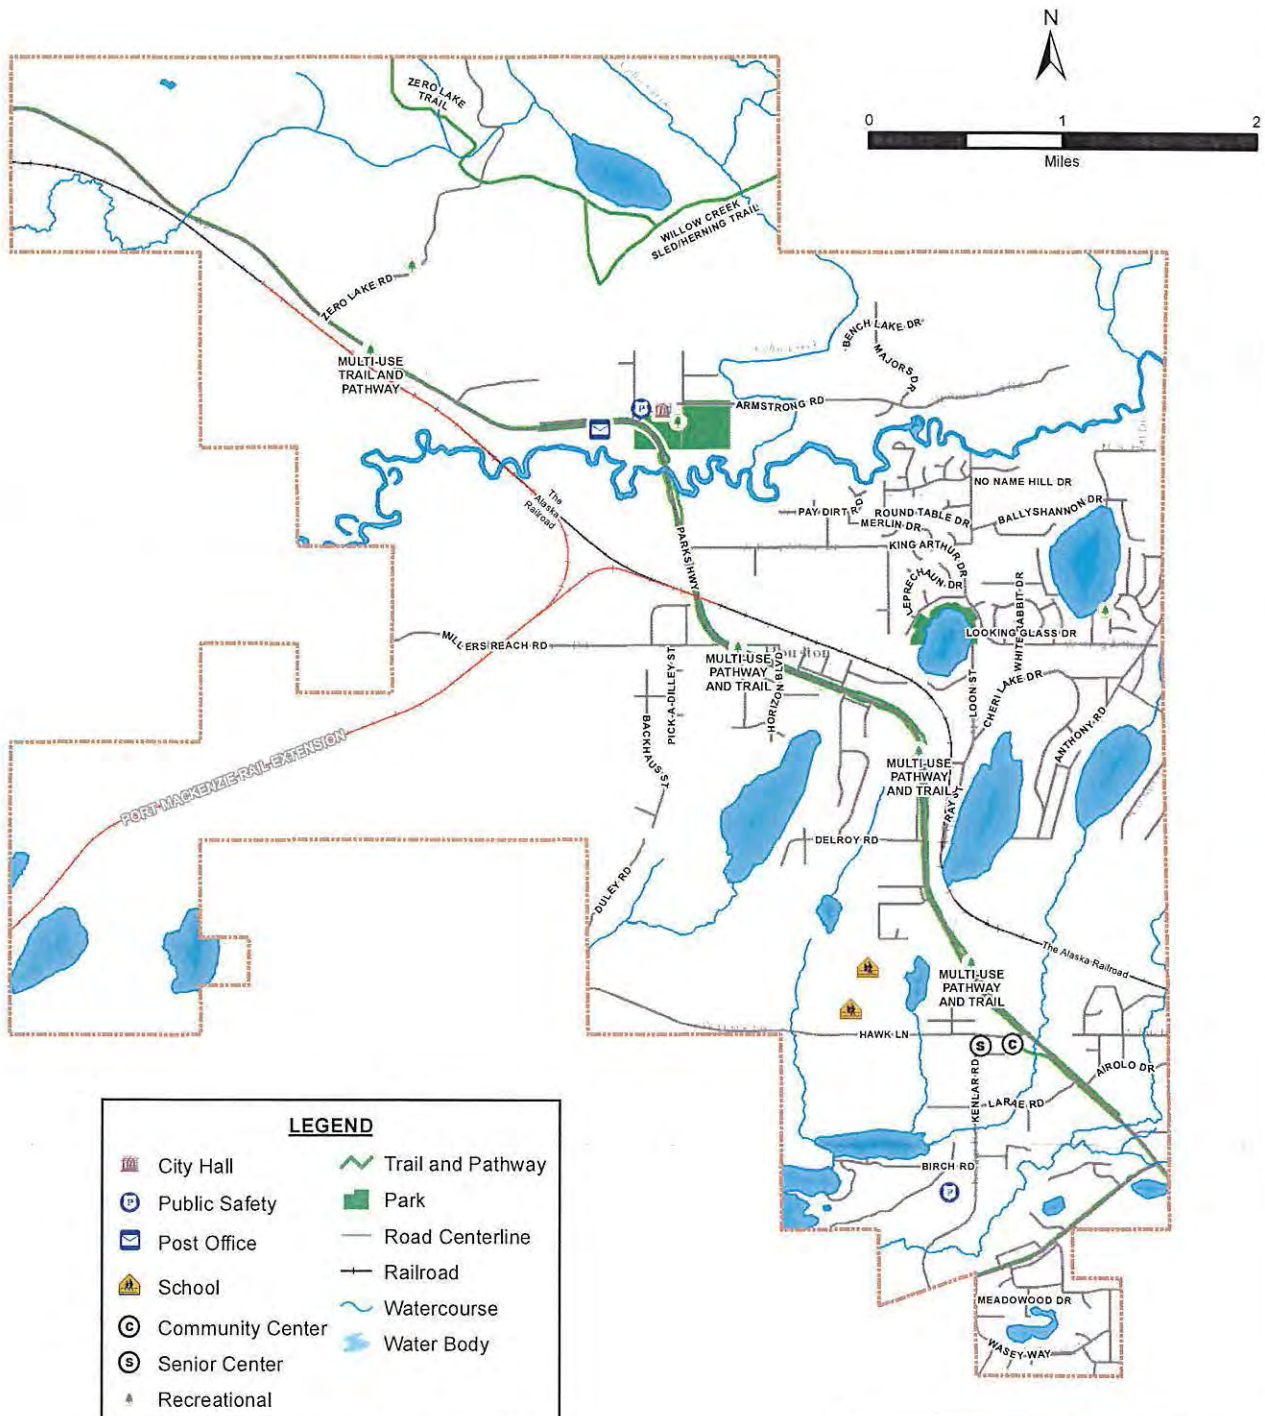 N
0 1 2
Miles
ZERO LAKE
TRAIL
WILLOW CREEK
SLED/HERNING TRAIL
ZERO LAKE RD
BENCH LAKE DR
MAJORS DR
MULTI-USE
TRAIL AND
PATHWAY
ARMSTRONG RD
The
Alaska
Railroad
NO NAME HILL DR
PAY DIRT RD
ROUND TABLE DR
BALLYSHANNON DR
MERLIN DR
PARKS HWY
KING ARTHUR DR
LEPRECHAUN DR
WHITE RABBIT DR
LOOKING GLASS DR
MILLERS REACH RD
Houston
MULTI-USE
PATHWAY
AND TRAIL
PICK-A-DILLEY ST
HORIZON BLVD
BACKHAUS ST
LOON ST
CHERI LAKE DR
ANTHONY RD
PORT MACKENZIE RAIL EXTENSION
MULTI-USE
PATHWAY
AND TRAIL
RAY ST
DELROY RD
DULEY RD
The Alaska Railroad
MULTI-USE
PATHWAY
AND TRAIL
HAWK LN
S
C
AIROLO DR
KENLAR RD
LARAE RD
BIRCH RD
P
MEADOWOOD DR
WASEY WAY
LEGEND
City Hall
Public Safety
Post Office
School
Community Center
Senior Center
Recreational
Trail and Pathway
Park
Road Centerline
Railroad
Watercourse
Water Body